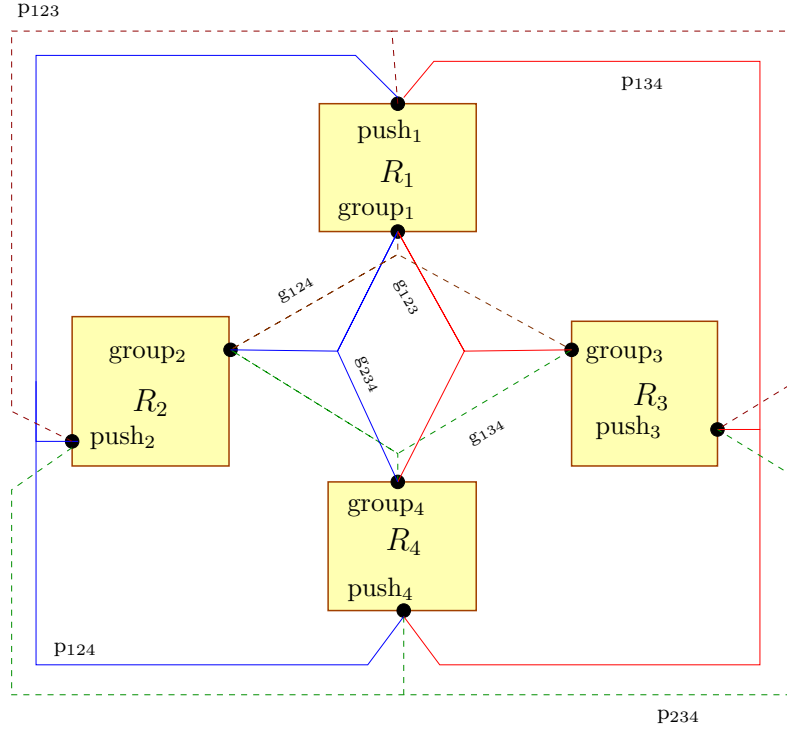 p₁₂₃
p₁₃₄
push₁
R₁
group₁
g₁₂₄
g₁₂₃
group₂
R₂
push₂
g₂₃₄
group₃
R₃
push₃
g₁₃₄
group₄
R₄
push₄
p₁₂₄
p₂₃₄